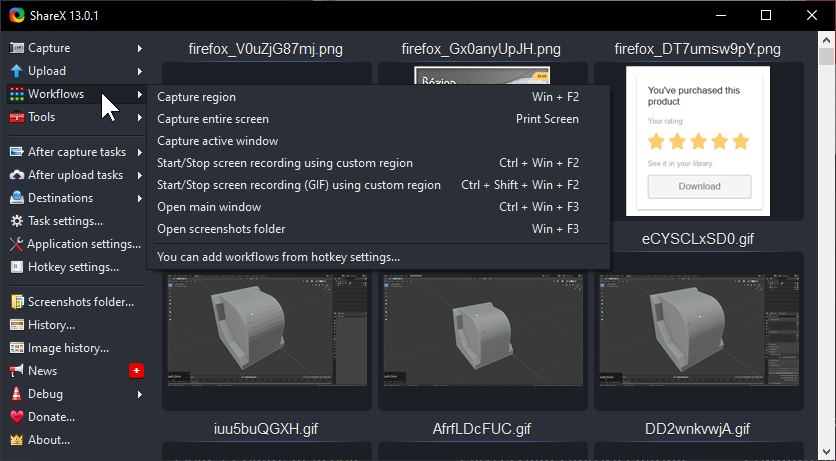 ShareX 13.0.1
Capture
Upload
Workflows
Tools
After capture tasks
After upload tasks
Destinations
Task settings...
Application settings...
Hotkey settings...
Screenshots folder...
History...
Image history...
News
+
Debug
Donate...
About...
Capture region Win + F2
Capture entire screen Print Screen
Capture active window
Start/Stop screen recording using custom region Ctrl + Win + F2
Start/Stop screen recording (GIF) using custom region Ctrl + Shift + Win + F2
Open main window Ctrl + Win + F3
Open screenshots folder Win + F3
You can add workflows from hotkey settings...
firefox_V0uZjG87mj.png
firefox_Gx0anyUpJH.png
firefox_DT7umsw9pY.png
You've purchased this
product
Your rating:
See it in your library
Download
eCYSCLxSD0.gif
iuu5buQGXH.gif
AfrfLDcFUC.gif
DD2wnkvwjA.gif